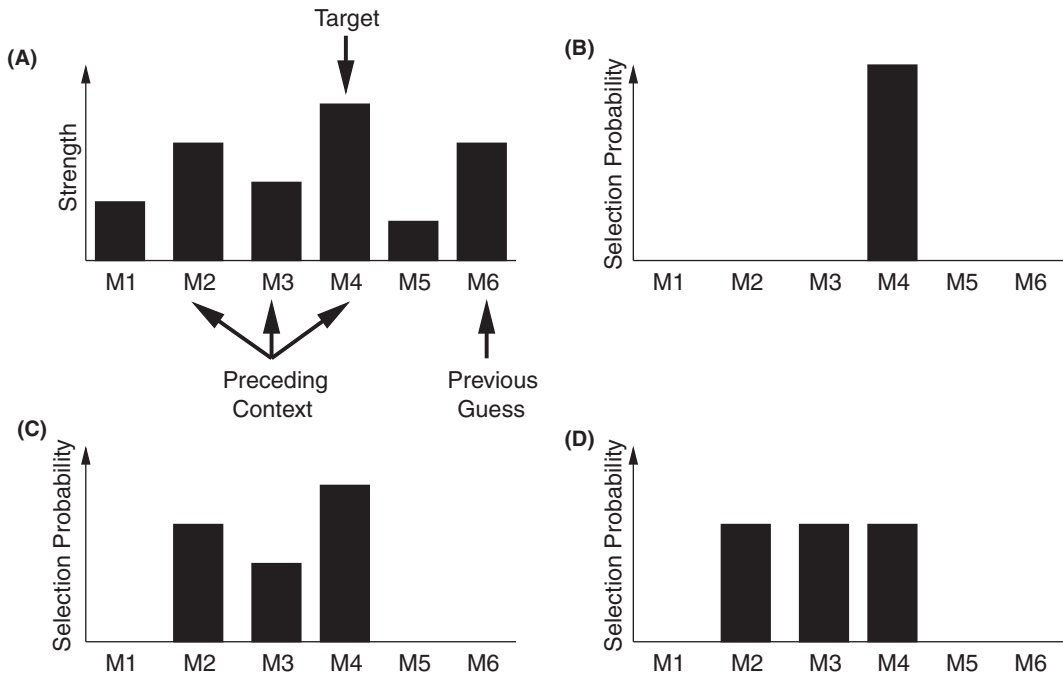 Target
(A)
Strength
M1 M2 M3 M4 M5 M6
Preceding
Context
Previous
Guess
(B)
Selection Probability
M1 M2 M3 M4 M5 M6
(C)
Selection Probability
M1 M2 M3 M4 M5 M6
(D)
Selection Probability
M1 M2 M3 M4 M5 M6